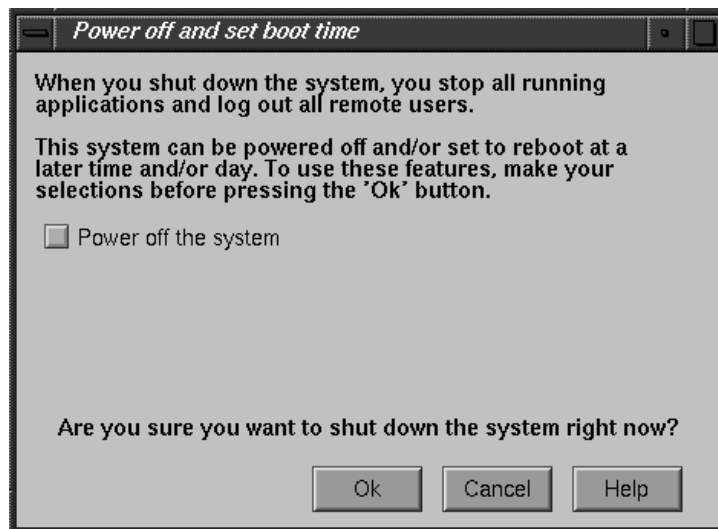 Power off and set boot time
When you shut down the system, you stop all running
applications and log out all remote users.
This system can be powered off and/or set to reboot at a
later time and/or day. To use these features, make your
selections before pressing the 'Ok' button.
Power off the system
Are you sure you want to shut down the system right now?
Ok Cancel Help